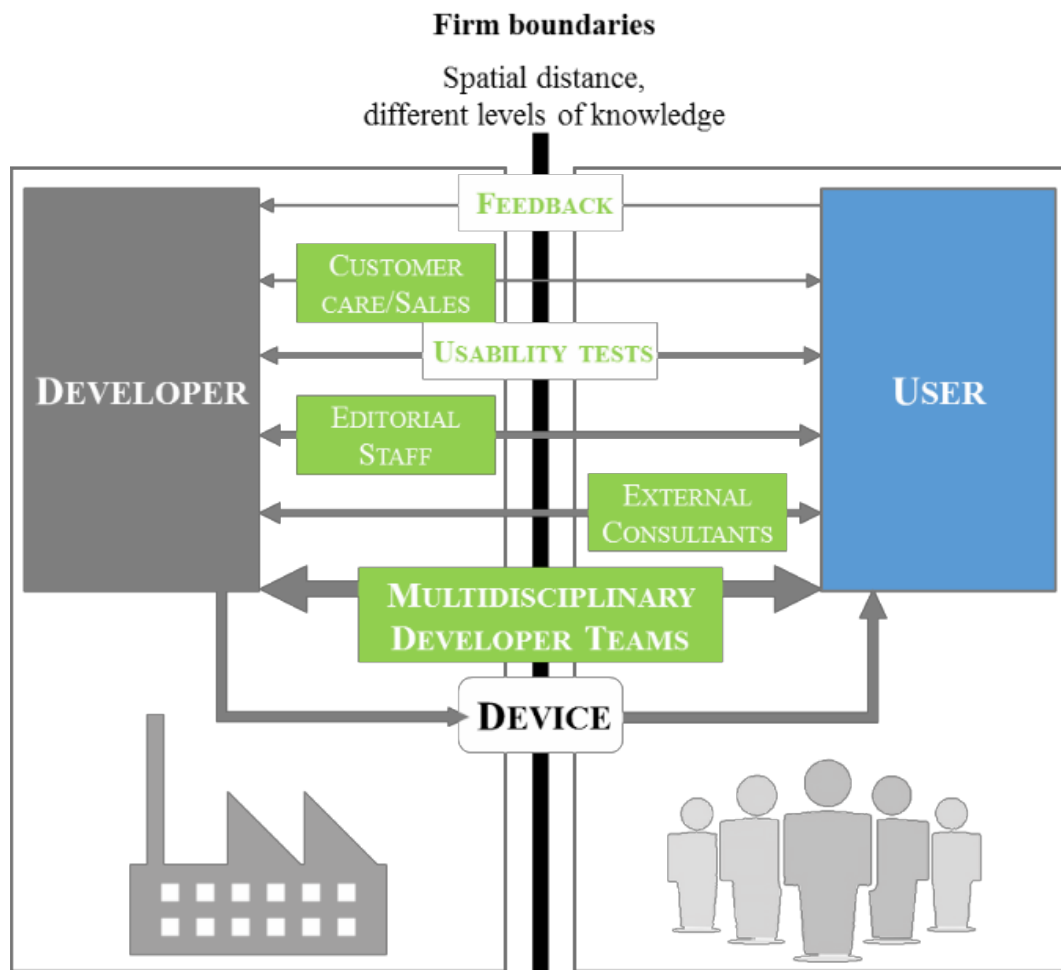 Firm boundaries
Spatial distance,
different levels of knowledge
FEEDBACK
CUSTOMER
CARE/SALES
USABILITY TESTS
DEVELOPER
USER
EDITORIAL
STAFF
EXTERNAL
CONSULTANTS
MULTIDISCIPLINARY
DEVELOPER TEAMS
DEVICE